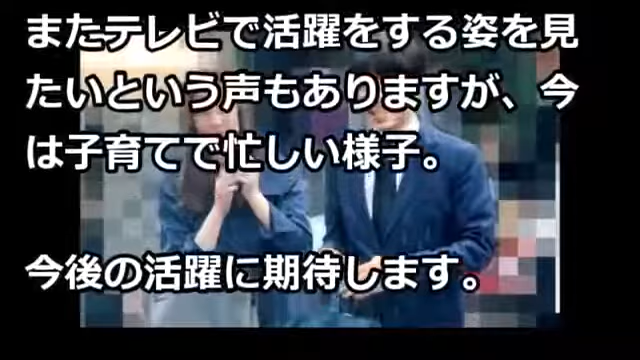 またテレビで活躍をする姿を見
たいという声もありますが、今
は子育てで忙しい様子。
今後の活躍に期待します。